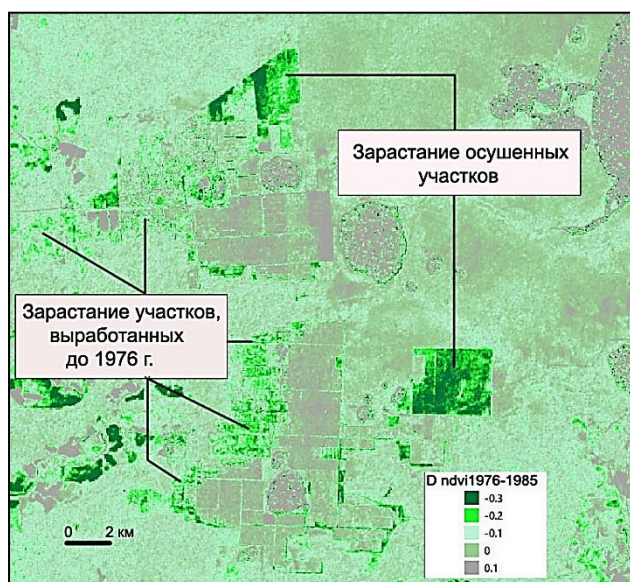 Зарастание осушенных
участков
Зарастание участков,
выработанных
до 1976 г.
D ndvi1976-1985
-0.3
-0.2
-0.1
0
0.1
0 2 км